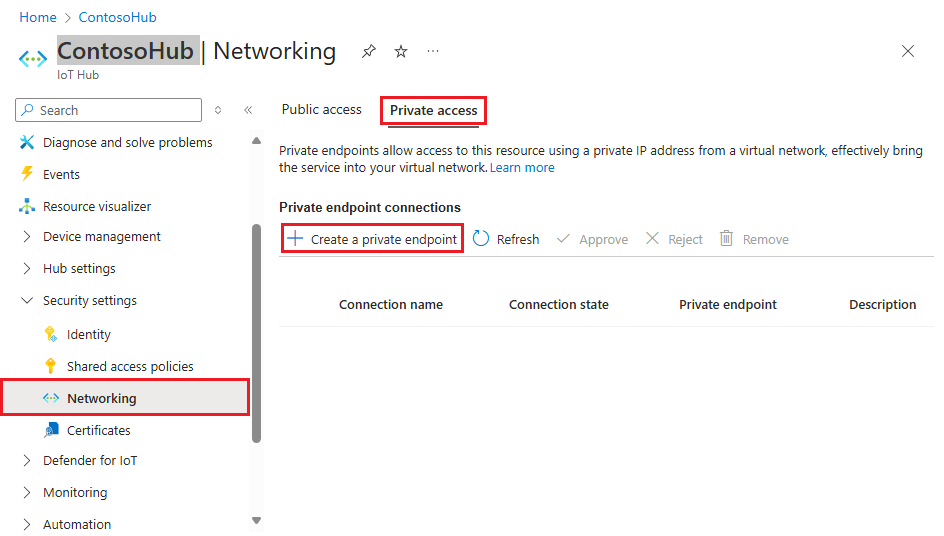 Home > ContosoHub
ContosoHub | Networking
IoT Hub
Search
Diagnose and solve problems
Events
Resource visualizer
Device management
Hub settings
Security settings
Identity
Shared access policies
Networking
Certificates
Defender for IoT
Monitoring
Automation
Public access Private access
Private endpoints allow access to this resource using a private IP address from a virtual network, effectively bring
the service into your virtual network. Learn more
Private endpoint connections
Create a private endpoint Refresh Approve Reject Remove
Connection name Connection state Private endpoint Description